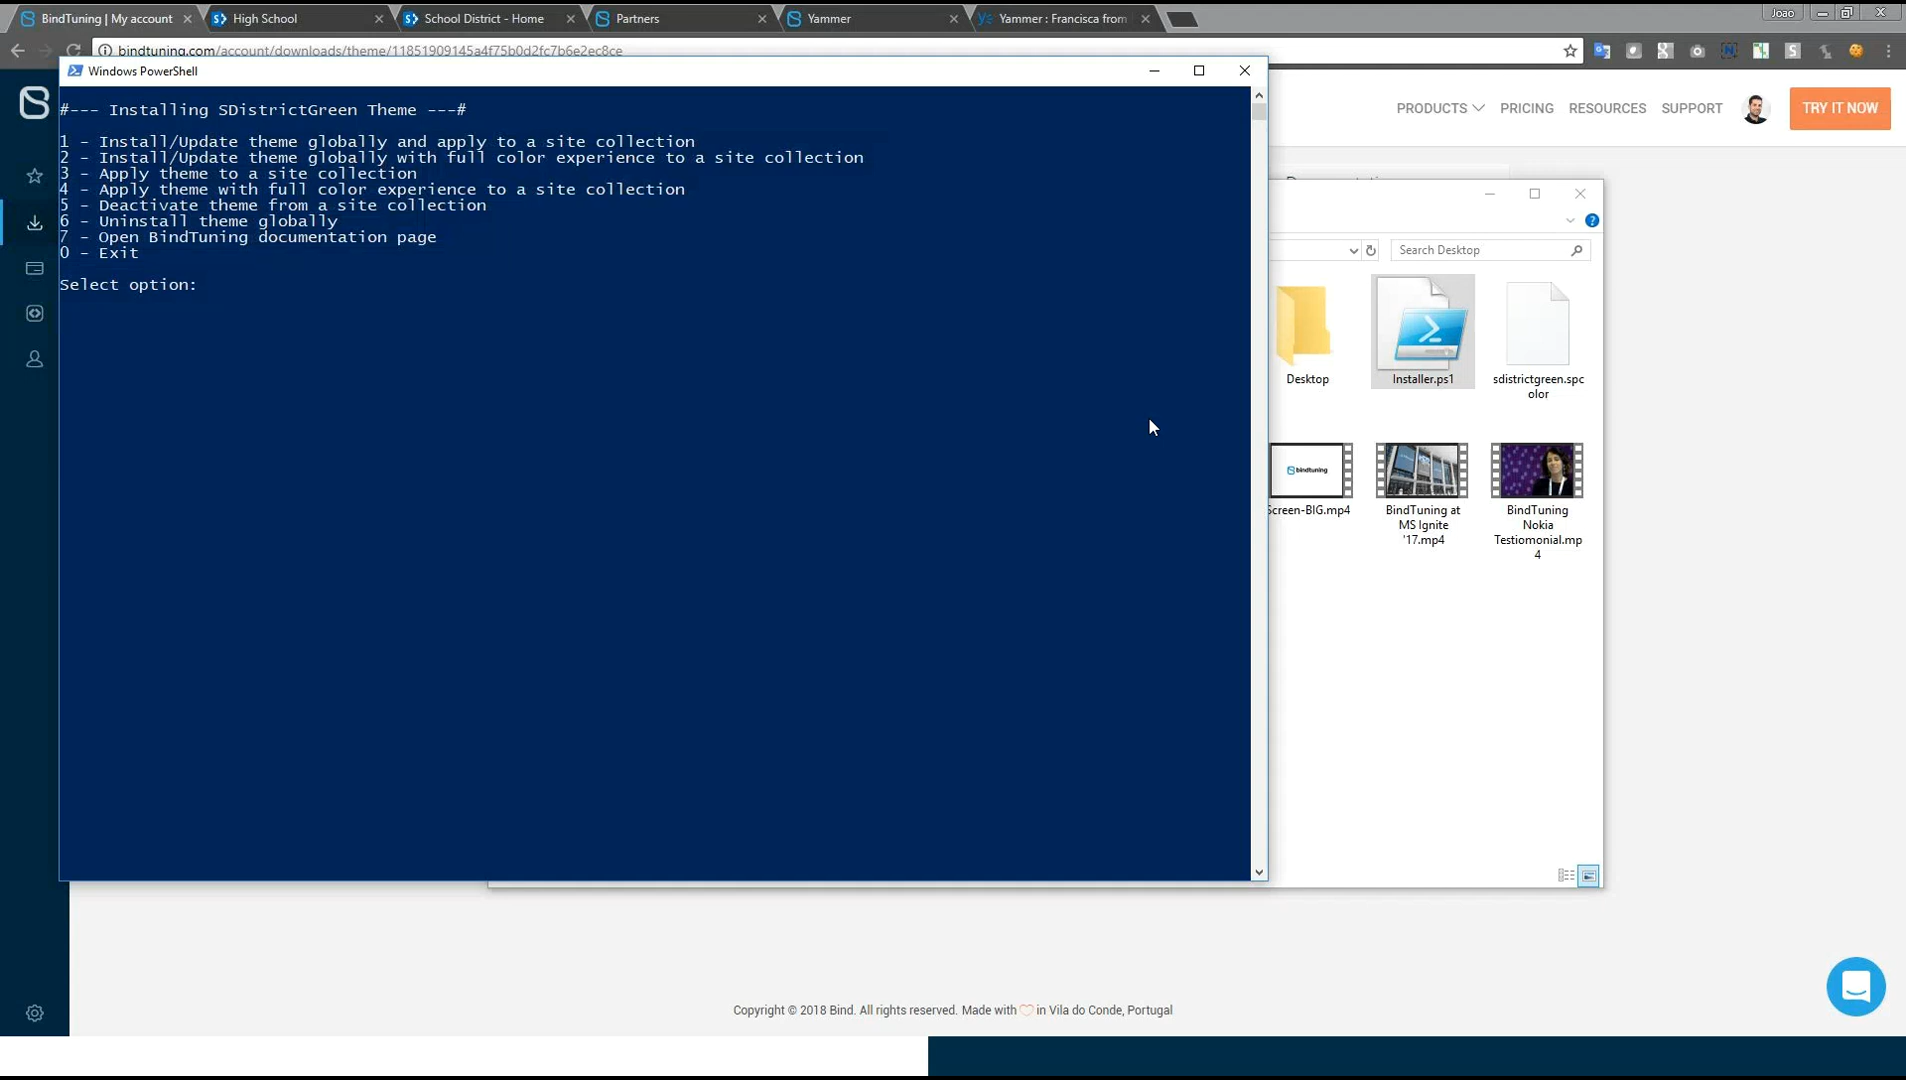 BindTuning | My account
High School
School District - Home
Partners
Yammer
Yammer : Francisca from
Joao
bindtuning.com/account/downloads/theme/11851909145a4f75b0d2fc7b6e2ec8ce
Windows PowerShell
PRODUCTS
PRICING
RESOURCES
SUPPORT
TRY IT NOW
#--- Installing SDistrictGreen Theme ---#
1 - Install/Update theme globally and apply to a site collection
2 - Install/Update theme globally with full color experience to a site collection
3 - Apply theme to a site collection
4 - Apply theme with full color experience to a site collection
5 - Deactivate theme from a site collection
6 - Uninstall theme globally
7 - Open BindTuning documentation page
0 - Exit
Select option:
Search Desktop
Desktop
Installer.ps1
sdistrictgreen.spc
olor
bindtuning
Screen-BIG.mp4
BindTuning at
MS Ignite
'17.mp4
BindTuning
Nokia
Testiomonial.mp
4
Copyright © 2018 Bind. All rights reserved. Made with ♡ in Vila do Conde, Portugal